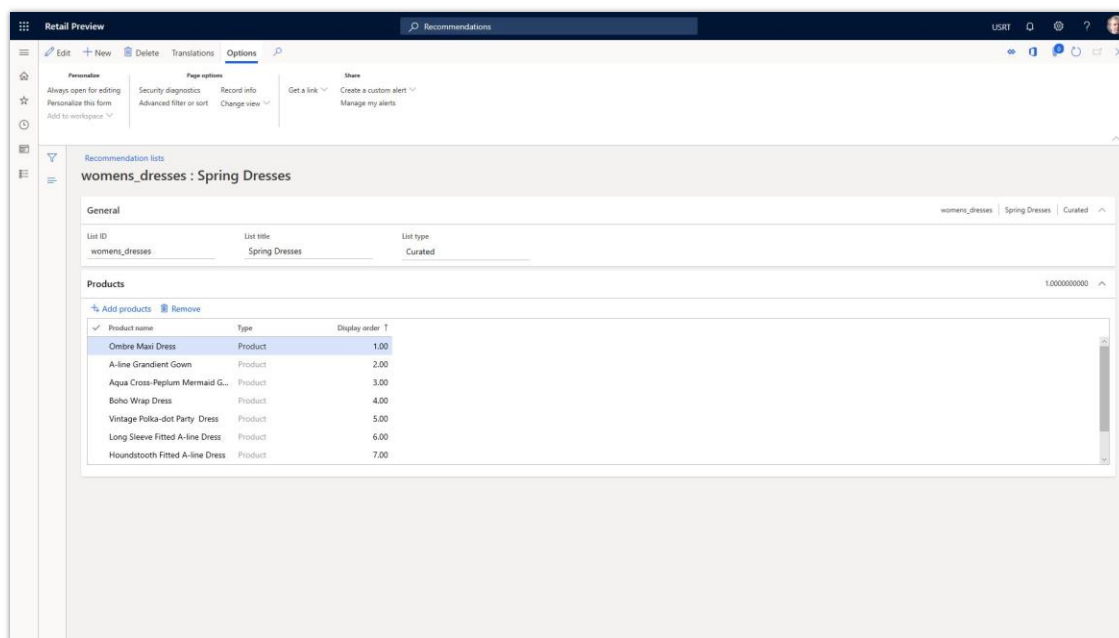 Retail Preview
Recommendations
USRT
?
Edit
New
Delete
Translations
Options
0
Personalize
Always open for editing
Personalize this form
Add to workspace
Page options
Security diagnostics
Advanced filter or sort
Record info
Change view
Get a link
Share
Create a custom alert
Manage my alerts
Recommendation lists
womens_dresses : Spring Dresses
General
womens_dresses | Spring Dresses | Curated
List ID
womens_dresses
List title
Spring Dresses
List type
Curated
Products
1.0000000000
Add products
Remove
Product name Type Display order
Ombre Maxi Dress Product 1.00
A-line Grandient Gown Product 2.00
Aqua Cross-Peplum Mermaid G... Product 3.00
Boho Wrap Dress Product 4.00
Vintage Polka-dot Party Dress Product 5.00
Long Sleeve Fitted A-line Dress Product 6.00
Houndstooth Fitted A-line Dress Product 7.00